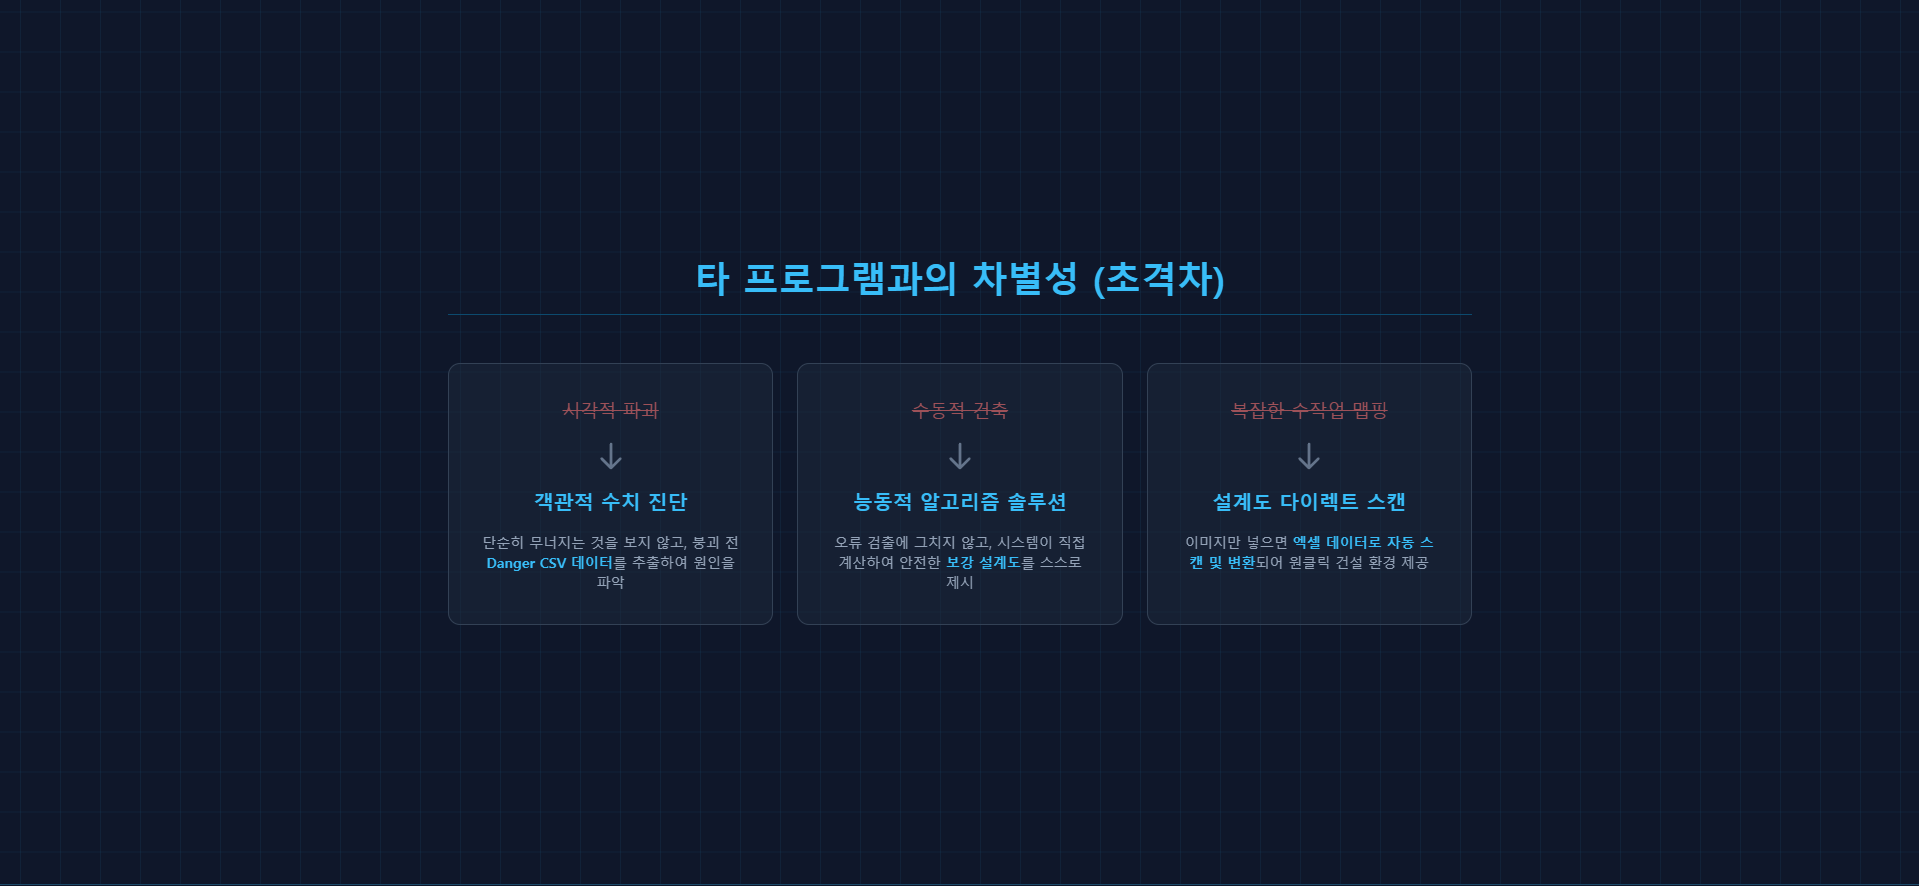 타 프로그램과의 차별성 (초격차)
시각적 파괴
객관적 수치 진단
단순히 무너지는 것을 보지 않고, 붕괴 전
Danger CSV 데이터를 추출하여 원인을
파악
수동적 건축
능동적 알고리즘 솔루션
오류 검출에 그치지 않고, 시스템이 직접
계산하여 안전한 보강 설계도를 스스로
제시
복잡한 수작업 맵핑
설계도 다이렉트 스캔
이미지만 넣으면 엑셀 데이터로 자동 스
캔 및 변환되어 원클릭 건설 환경 제공